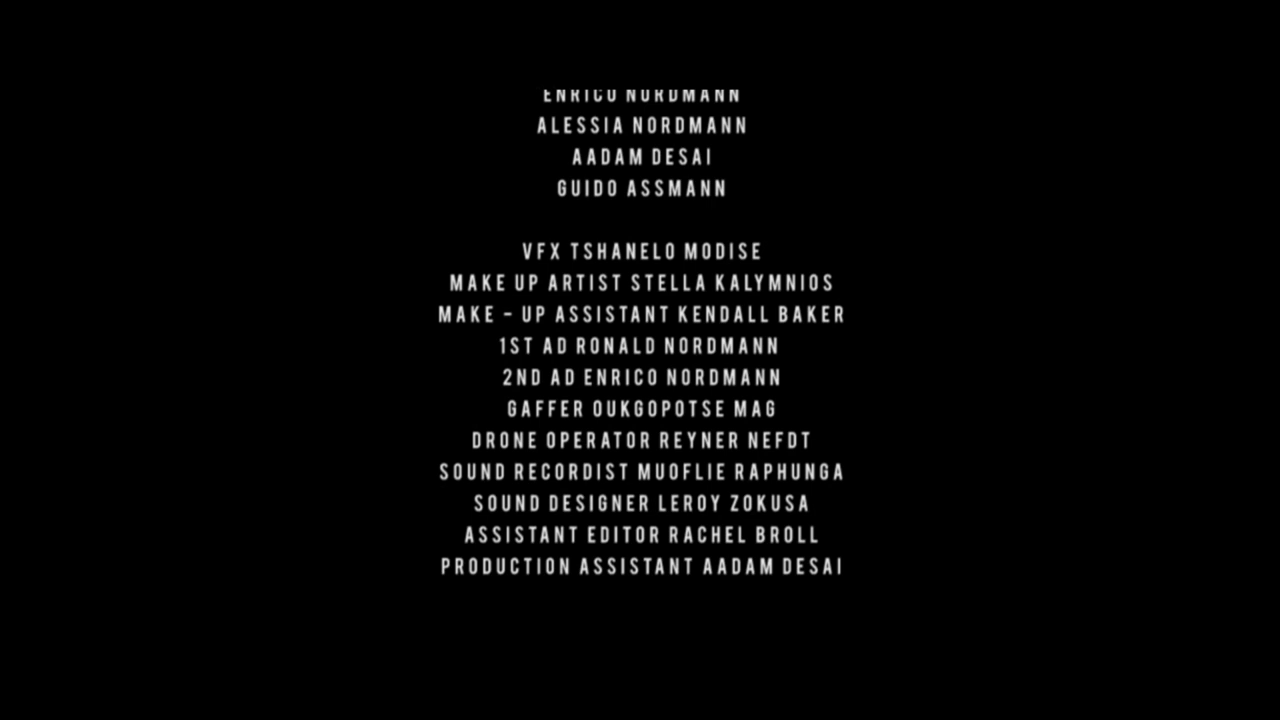 ENRICO NORDMANN
ALESSIA NORDMANN
AADAM DESAI
GUIDO ASSMANN
VFX TSHANELO MODISE
MAKE UP ARTIST STELLA KALYMNIOS
MAKE - UP ASSISTANT KENDALL BAKER
1ST AD RONALD NORDMANN
2ND AD ENRICO NORDMANN
GAFFER OUKGOPOTSE MAG
DRONE OPERATOR REYNER NEFDT
SOUND RECORDIST MUOFLIE RAPHUNGA
SOUND DESIGNER LEROY ZOKUSA
ASSISTANT EDITOR RACHEL BROLL
PRODUCTION ASSISTANT AADAM DESAI